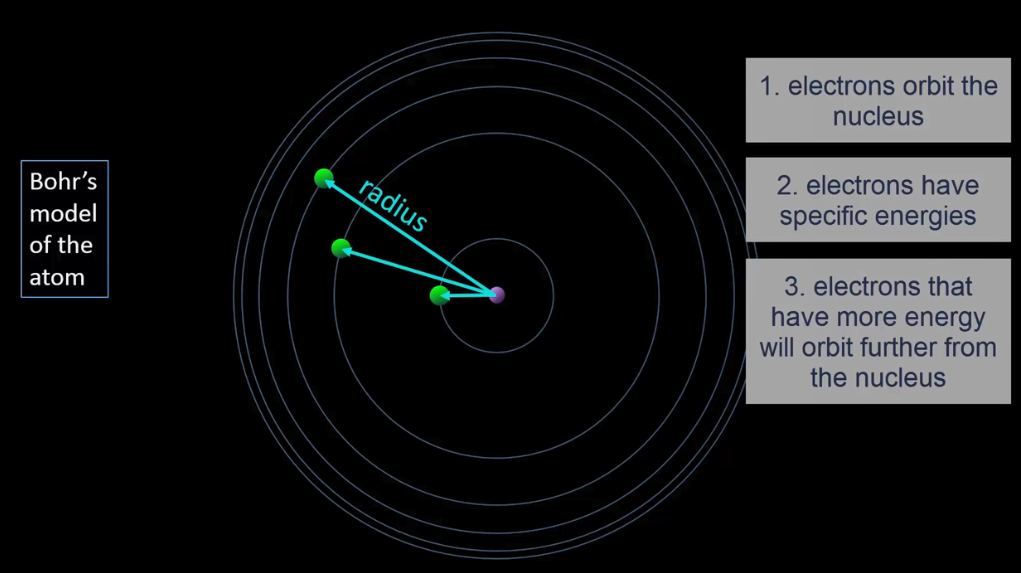 Bohr’s
model
of the
atom
radius
1. electrons orbit the
nucleus
2. electrons have
specific energies
3. electrons that
have more energy
will orbit further from
the nucleus